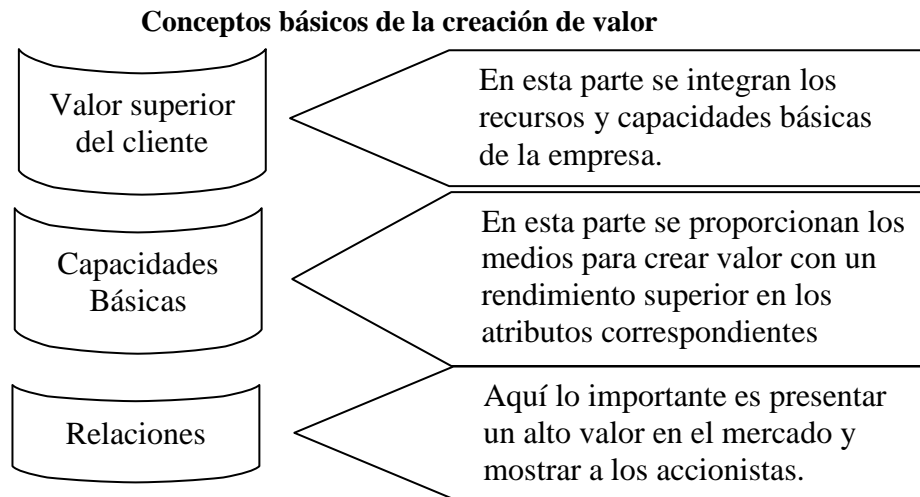 Conceptos básicos de la creación de valor
Valor superior
del cliente
En esta parte se integran los
recursos y capacidades básicas
de la empresa.
Capacidades
Básicas
En esta parte se proporcionan los
medios para crear valor con un
rendimiento superior en los
atributos correspondientes
Relaciones
Aquí lo importante es presentar
un alto valor en el mercado y
mostrar a los accionistas.